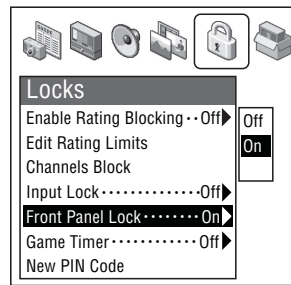 Locks
Enable Rating Blocking ·· Off
Edit Rating Limits
Channels Block
Input Lock ·············· Off
Front Panel Lock ········ On
Game Timer ············ Off
New PIN Code
Off
On